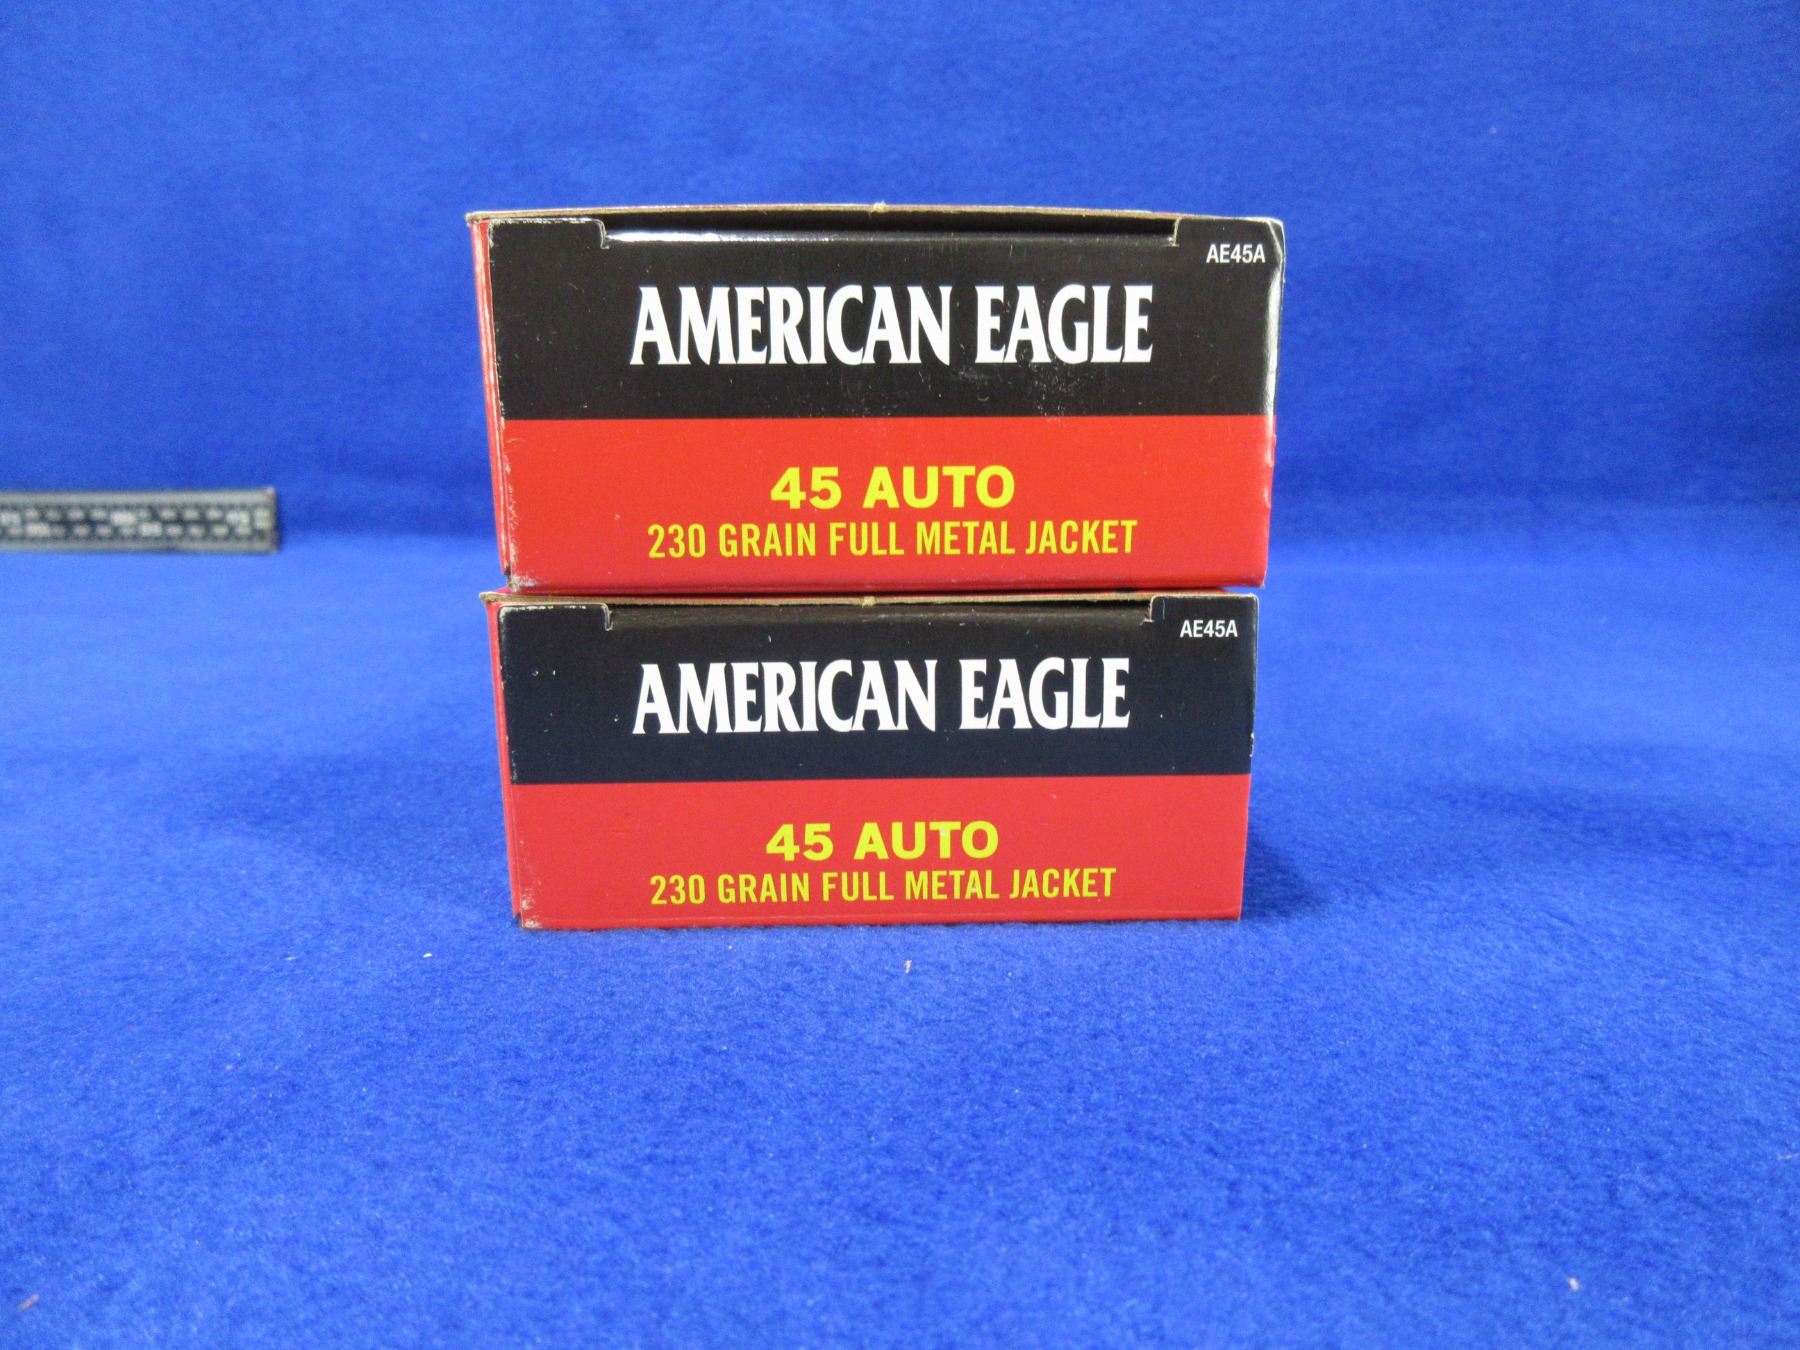 AE45A
AMERICAN EAGLE
45 AUTO
230 GRAIN FULL METAL JACKET
AE45A
AMERICAN EAGLE
45 AUTO
230 GRAIN FULL METAL JACKET